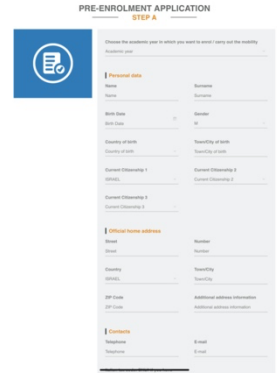 PRE-ENROLMENT APPLICATION
STEP A
Choose the academic year in which you want to enrol / carry out the mobility
Academic year
Personal data
Name Surname
Name Surname
Birth Date Gender
Birth Date M
Country of birth Town/City of birth
Country of birth Town/City of birth
Current Citizenship 1 Current Citizenship 2
ISRAEL Current Citizenship 2
Current Citizenship 3
Current Citizenship 3
Official home address
Street Number
Street Number
Country Town/City
ISRAEL Town/City
ZIP Code Additional address information
ZIP Code Additional address information
Contacts
Telephone E-mail
Telephone E-mail